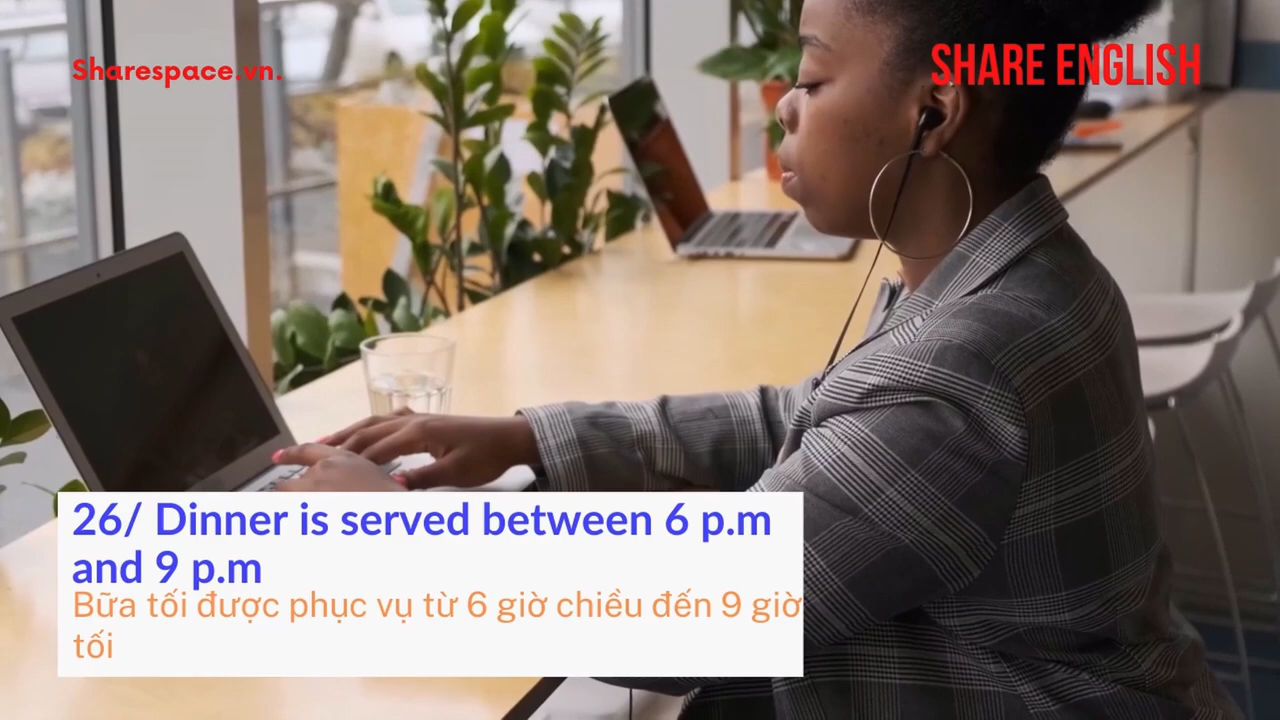 Sharespace.vn.
SHARE ENGLISH
26/ Dinner is served between 6 p.m
and 9 p.m
Bữa tối được phục vụ từ 6 giờ chiều đến 9 giờ
tối